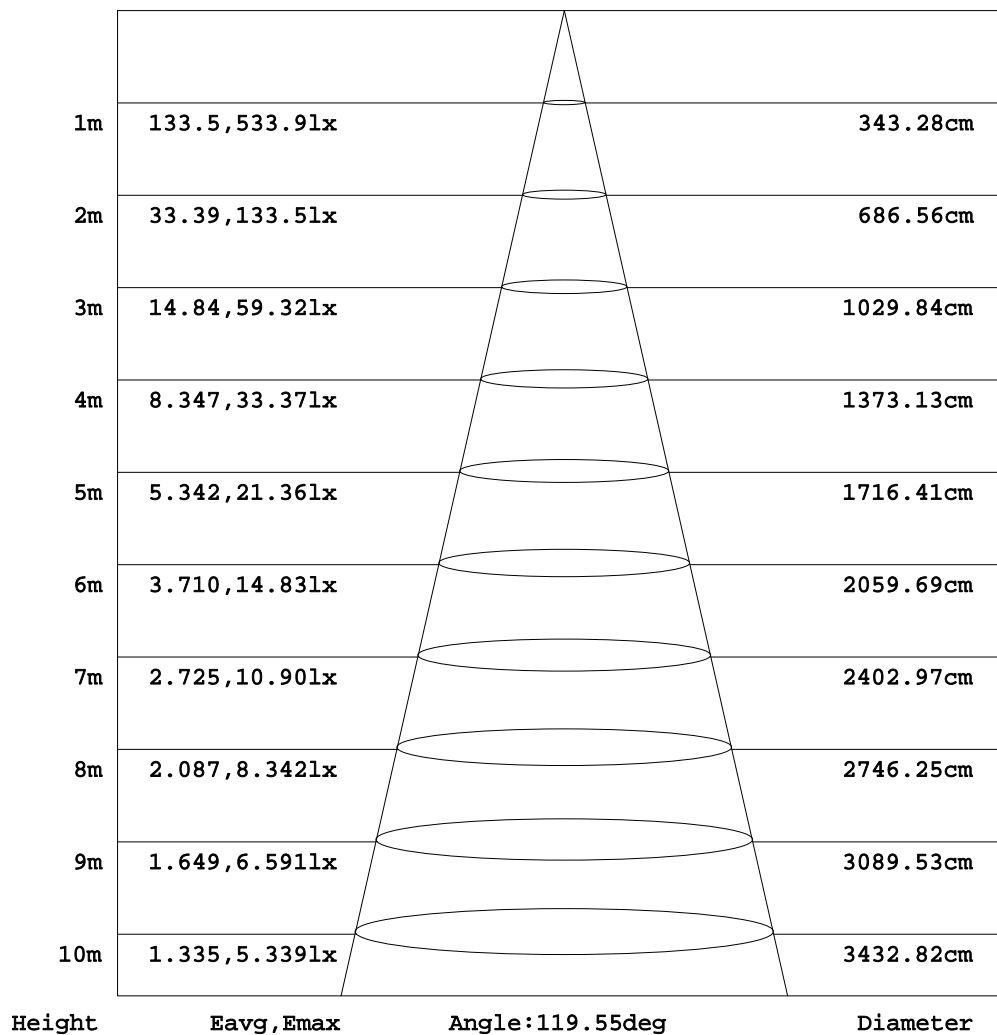 1m 133.5,533.9lx 343.28cm
2m 33.39,133.5lx 686.56cm
3m 14.84,59.32lx 1029.84cm
4m 8.347,33.37lx 1373.13cm
5m 5.342,21.36lx 1716.41cm
6m 3.710,14.83lx 2059.69cm
7m 2.725,10.90lx 2402.97cm
8m 2.087,8.342lx 2746.25cm
9m 1.649,6.591lx 3089.53cm
10m 1.335,5.339lx 3432.82cm
Height Eavg,Emax Angle:119.55deg Diameter